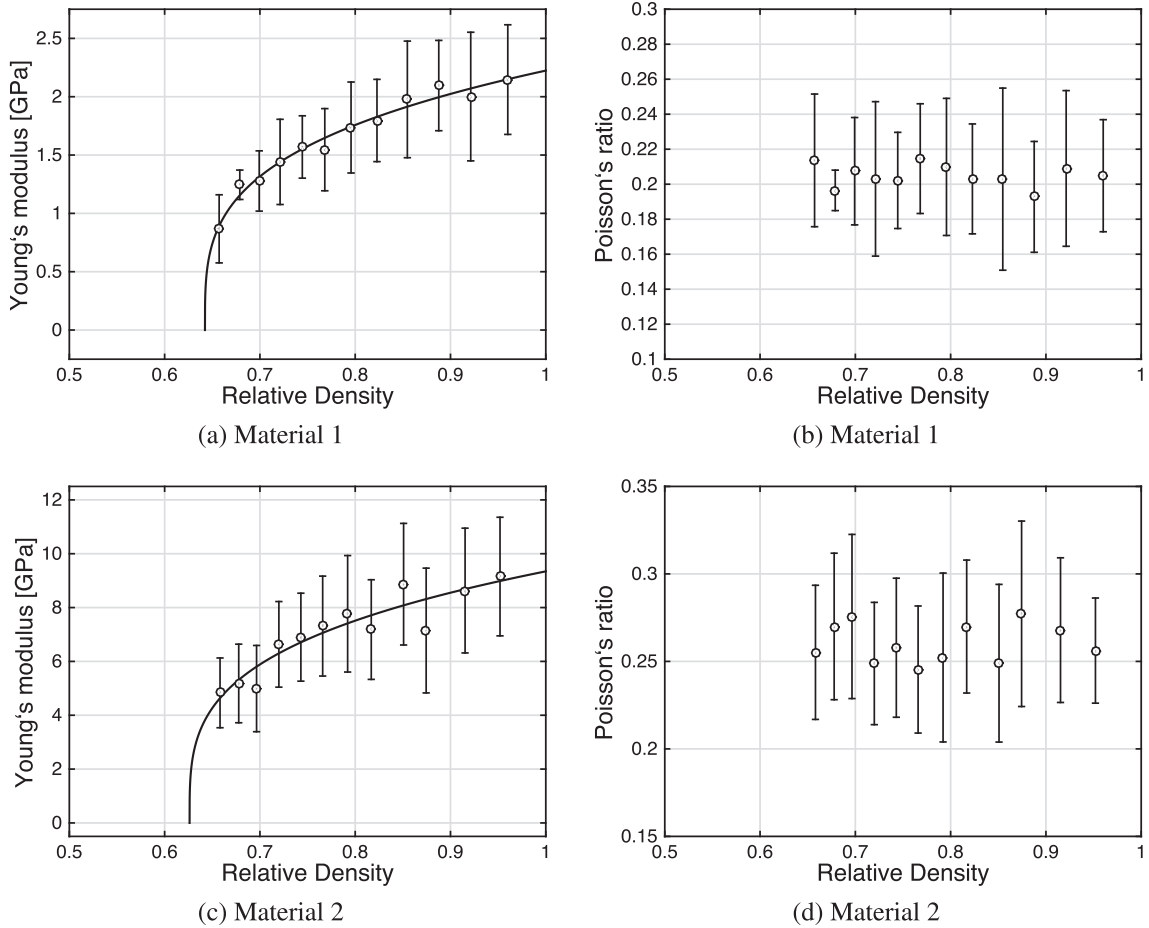 Young‘s modulus [GPa]
2.5
2
1.5
1
0.5
0
0.5 0.6 0.7 0.8 0.9 1
Relative Density
(a) Material 1
Poisson‘s ratio
0.3
0.28
0.26
0.24
0.22
0.2
0.18
0.16
0.14
0.12
0.1
0.5 0.6 0.7 0.8 0.9 1
Relative Density
(b) Material 1
Young‘s modulus [GPa]
12
10
8
6
4
2
0
0.5 0.6 0.7 0.8 0.9 1
Relative Density
(c) Material 2
Poisson‘s ratio
0.35
0.3
0.25
0.2
0.15
0.5 0.6 0.7 0.8 0.9 1
Relative Density
(d) Material 2